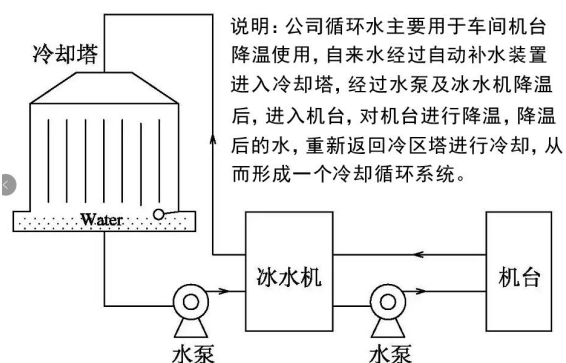 说明：公司循环水主要用于车间机台
降温使用，自来水经过自动补水装置
进入冷却塔，经过水泵及冰水机降温
后，进入机台，对机台进行降温，降温
后的水，重新返回冷区塔进行冷却，从
而形成一个冷却循环系统。
冷却塔
Water
冰水机
机台
水泵
水泵